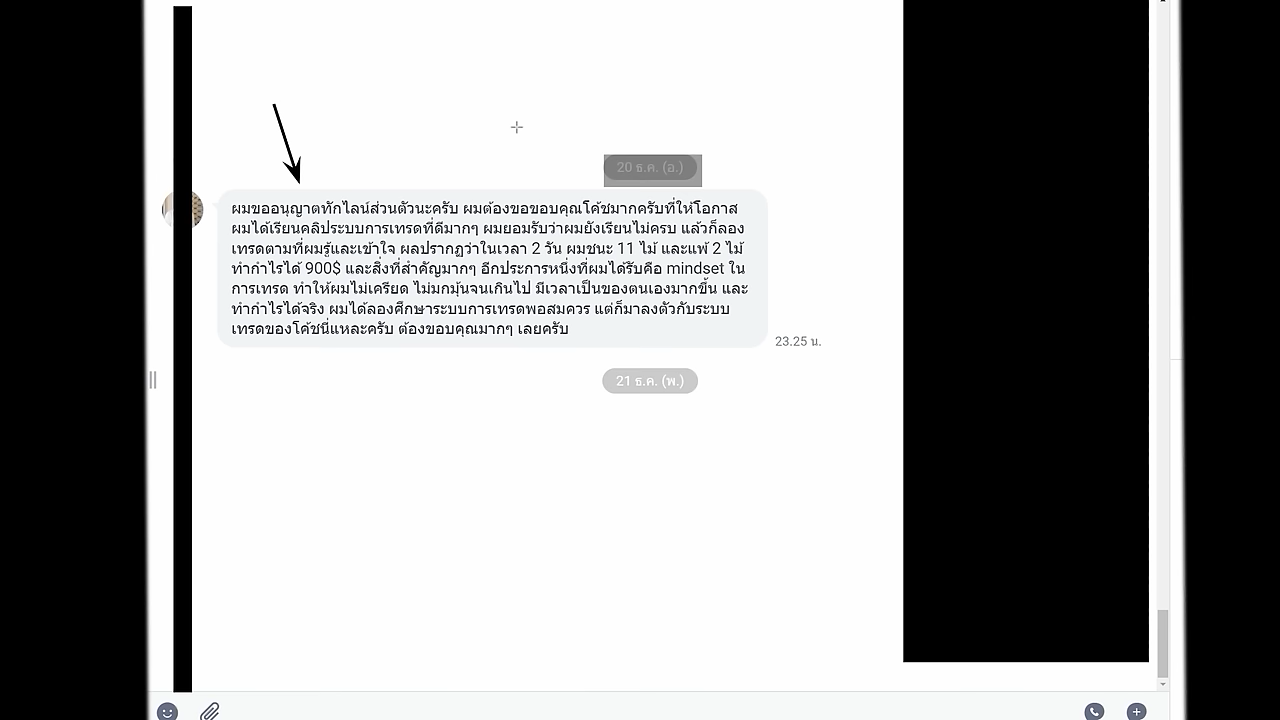 20 ธ.ค. (อ.)
ผมขออนุญาตทักไลน์ส่วนตัวนะครับ ผมต้องขอขอบคุณโค้ชมากครับที่ให้โอกาส
ผมได้เรียนคลิประบบการเทรดที่ดีมากๆ ผมยอมรับว่าผมยังเรียนไม่ครบ แล้วก็ลอง
เทรดตามที่ผมรู้และเข้าใจ ผลปรากฏว่าในเวลา 2 วัน ผมชนะ 11 ไม้ และแพ้ 2 ไม้
ทำกำไรได้ 900$ และสิ่งที่สำคัญมากๆ อีกประการหนึ่งที่ผมได้รับคือ mindset ใน
การเทรด ทำให้ผมไม่เครียด ไม่มกมุ้นจนเกินไป มีเวลาเป็นของตนเองมากขึ้น และ
ทำกำไรได้จริง ผมได้ลองศึกษาระบบการเทรดพอสมควร แต่ก็มาลงตัวกับระบบ
เทรดของโค้ชนี่แหละครับ ต้องขอบคุณมากๆ เลยครับ
23.25 น.
21 ธ.ค. (พ.)